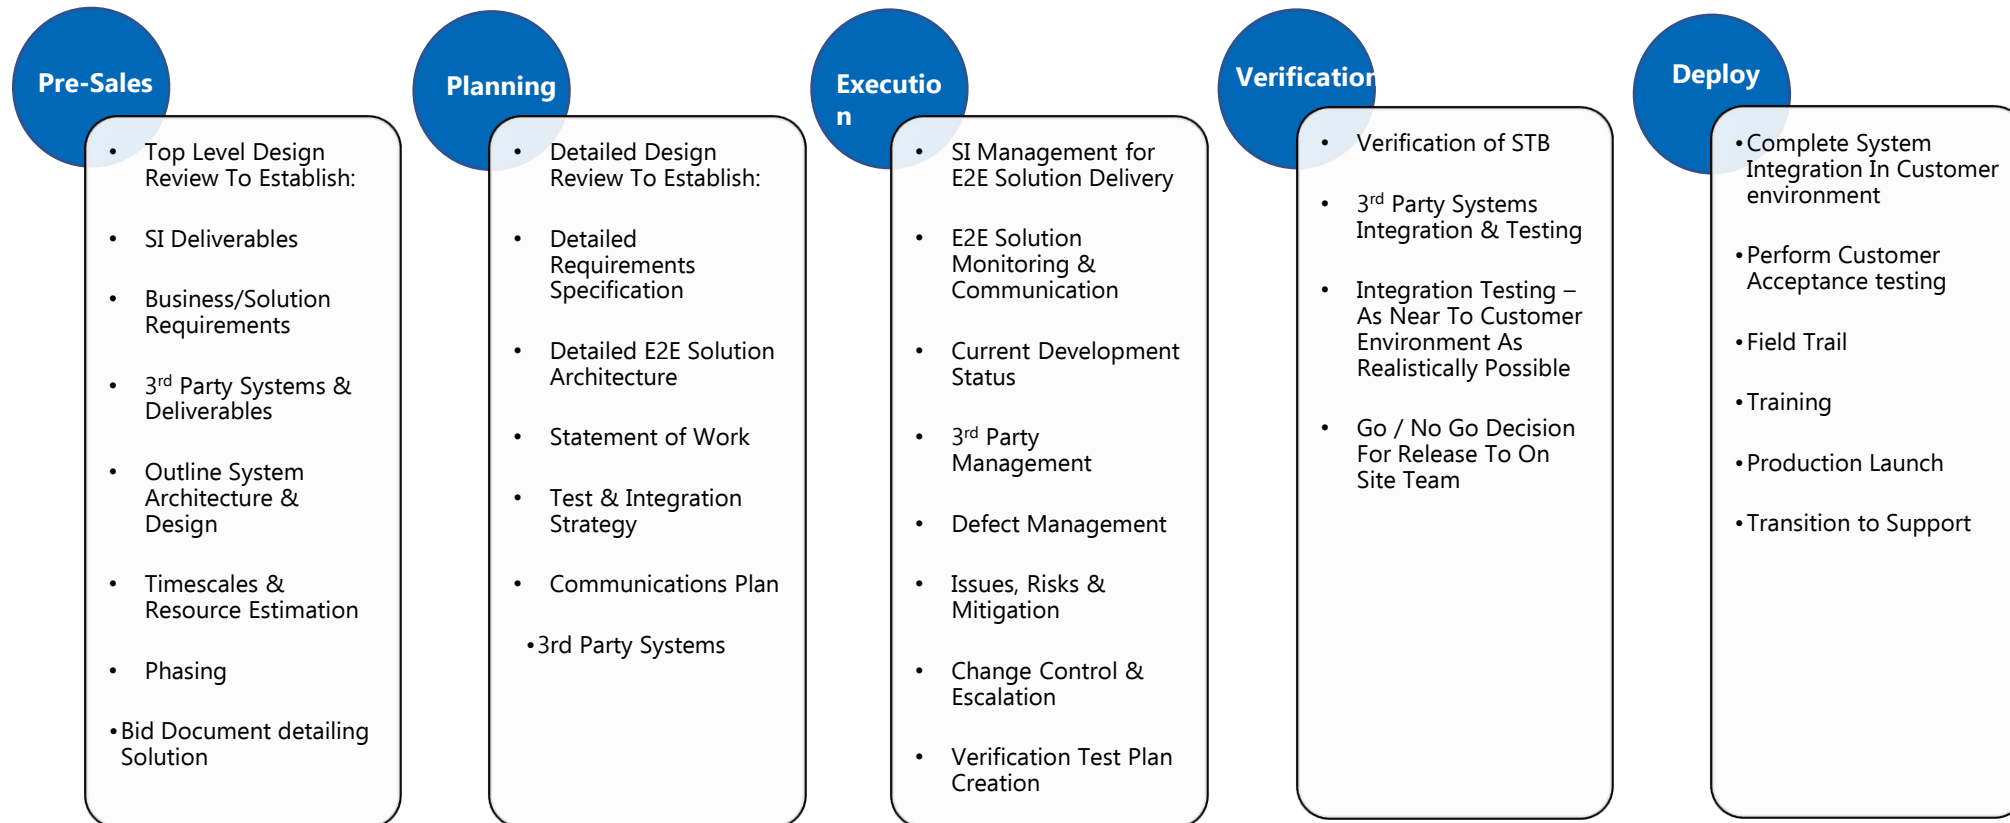 Pre-Sales
• Top Level Design
Review To Establish:
• SI Deliverables
• Business/Solution
Requirements
• 3rd Party Systems &
Deliverables
• Outline System
Architecture &
Design
• Timescales &
Resource Estimation
• Phasing
• Bid Document detailing
Solution
Planning
• Detailed Design
Review To Establish:
• Detailed
Requirements
Specification
• Detailed E2E Solution
Architecture
• Statement of Work
• Test & Integration
Strategy
• Communications Plan
• 3rd Party Systems
Executio
n
• SI Management for
E2E Solution Delivery
• E2E Solution
Monitoring &
Communication
• Current Development
Status
• 3rd Party
Management
• Defect Management
• Issues, Risks &
Mitigation
• Change Control &
Escalation
• Verification Test Plan
Creation
Verification
• Verification of STB
• 3rd Party Systems
Integration & Testing
• Integration Testing –
As Near To Customer
Environment As
Realistically Possible
• Go / No Go Decision
For Release To On
Site Team
Deploy
• Complete System
Integration In Customer
environment
• Perform Customer
Acceptance testing
• Field Trail
• Training
• Production Launch
• Transition to Support